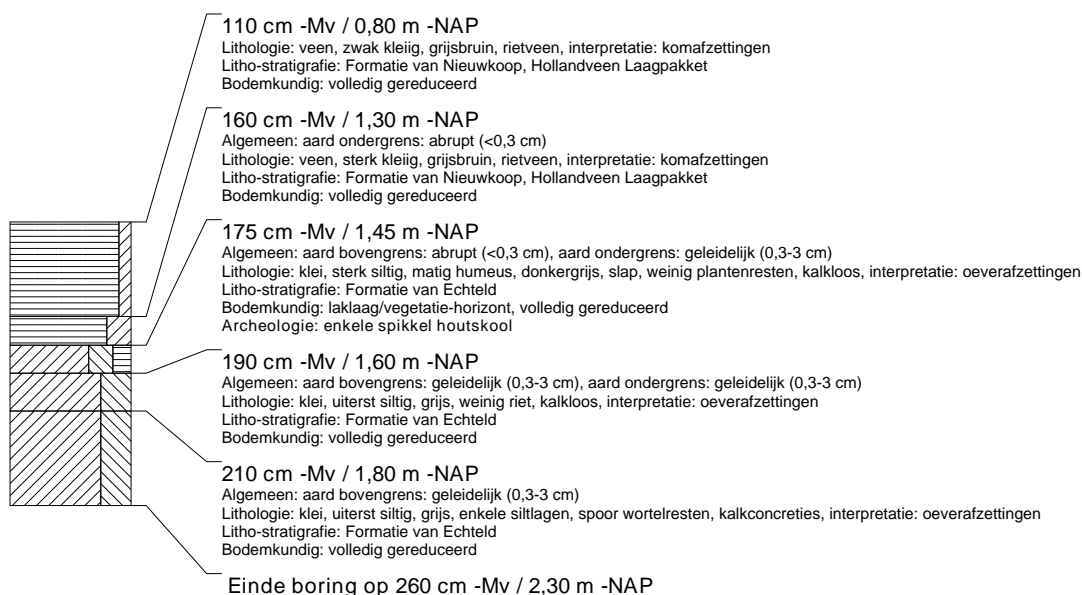 110 cm -Mv / 0,80 m -NAP
Lithologie: veen, zwak kleiig, grijsbruin, rietveen, interpretatie: komafzettingen
Litho-stratigrafie: Formatie van Nieuwkoop, Hollandveen Laagpakket
Bodemkundig: volledig gereduceerd
160 cm -Mv / 1,30 m -NAP
Algemeen: aard ondergrens: abrupt (<0,3 cm)
Lithologie: veen, sterk kleiig, grijsbruin, rietveen, interpretatie: komafzettingen
Litho-stratigrafie: Formatie van Nieuwkoop, Hollandveen Laagpakket
Bodemkundig: volledig gereduceerd
175 cm -Mv / 1,45 m -NAP
Algemeen: aard bovengrens: abrupt (<0,3 cm), aard ondergrens: geleidelijk (0,3-3 cm)
Lithologie: klei, sterk siltig, matig humeus, donkergrijs, slap, weinig plantenresten, kalkloos, interpretatie: oeverafzettingen
Litho-stratigrafie: Formatie van Echteld
Bodemkundig: laklaag/vegetatie-horizont, volledig gereduceerd
Archeologie: enkele spikkel houtskool
190 cm -Mv / 1,60 m -NAP
Algemeen: aard bovengrens: geleidelijk (0,3-3 cm), aard ondergrens: geleidelijk (0,3-3 cm)
Lithologie: klei, uiterst siltig, grijs, weinig riet, kalkloos, interpretatie: oeverafzettingen
Litho-stratigrafie: Formatie van Echteld
Bodemkundig: volledig gereduceerd
210 cm -Mv / 1,80 m -NAP
Algemeen: aard bovengrens: geleidelijk (0,3-3 cm)
Lithologie: klei, uiterst siltig, grijs, enkele siltlagen, spoor wortelresten, kalkconcreties, interpretatie: oeverafzettingen
Litho-stratigrafie: Formatie van Echteld
Bodemkundig: volledig gereduceerd
Einde boring op 260 cm -Mv / 2,30 m -NAP